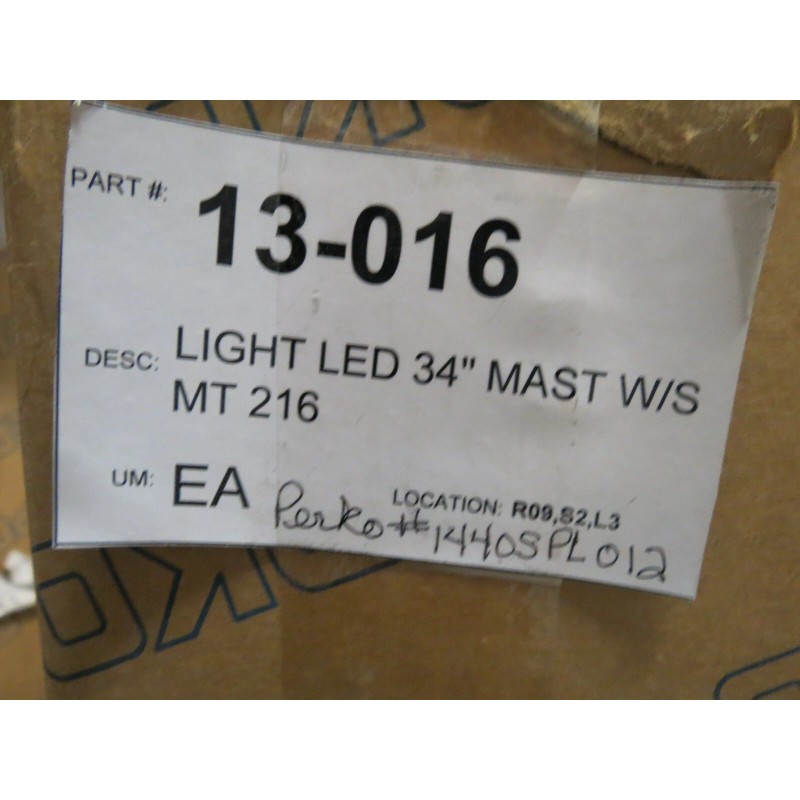 PART #: 13-016
DESC: LIGHT LED 34" MAST W/S
MT 216
UM: EA
LOCATION: R09,S2,L3
Perko # 1440SPL012